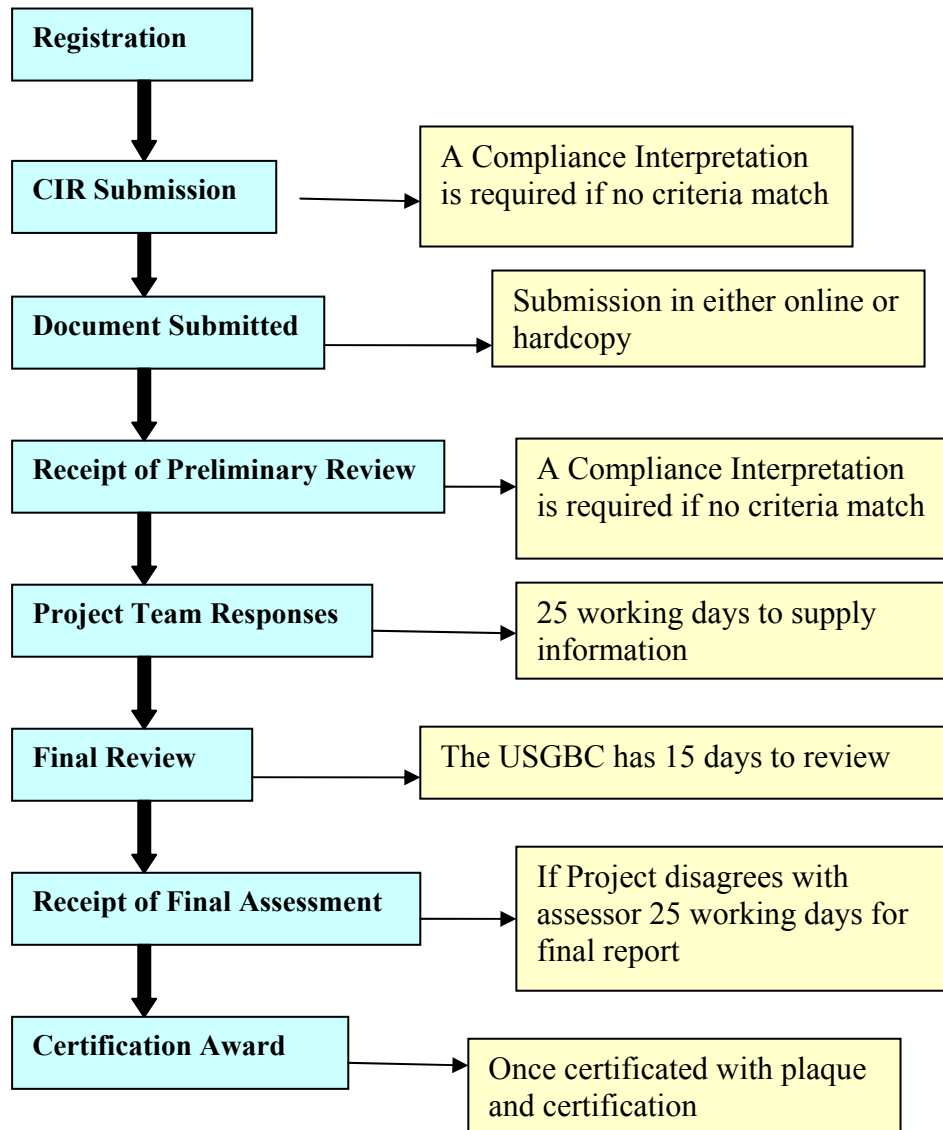 Registration
CIR Submission
A Compliance Interpretation
is required if no criteria match
Document Submitted
Submission in either online or
hardcopy
Receipt of Preliminary Review
A Compliance Interpretation
is required if no criteria match
Project Team Responses
25 working days to supply
information
Final Review
The USGBC has 15 days to review
Receipt of Final Assessment
If Project disagrees with
assessor 25 working days for
final report
Certification Award
Once certificated with plaque
and certification